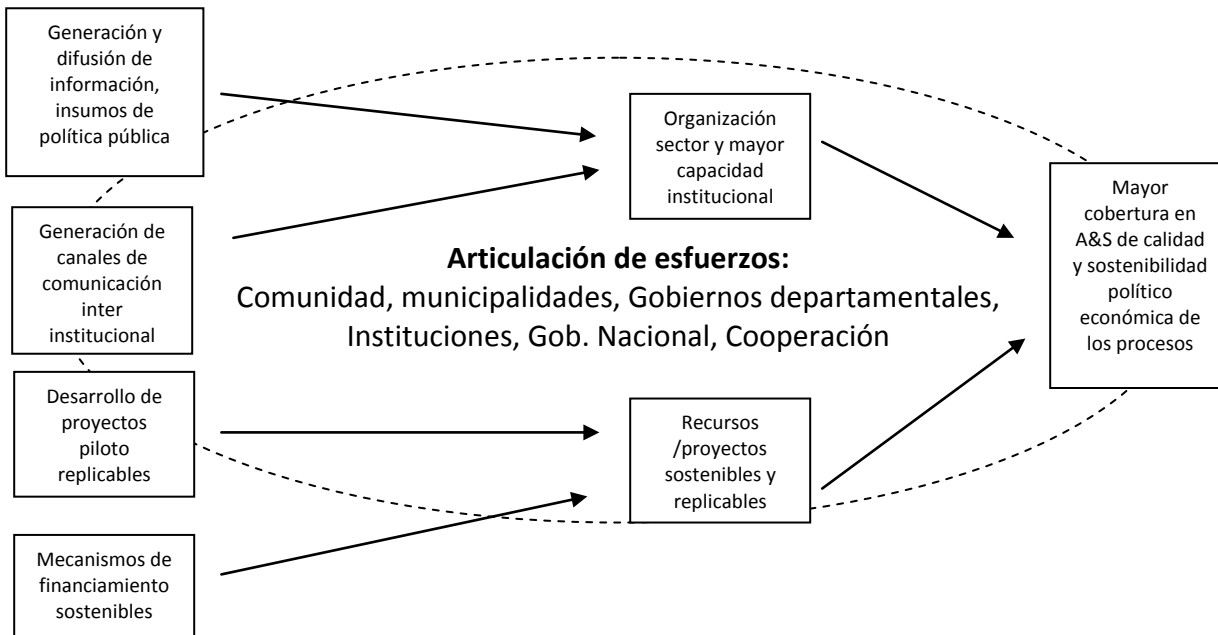 Generación y
difusión de
información,
insumos de
política pública
Generación de
canales de
comunicación
inter
institucional
Desarrollo de
proyectos
piloto
replicables
Mecanismos de
financiamiento
sostenibles
Organización
sector y mayor
capacidad
institucional
Articulación de esfuerzos:
Comunidad, municipalidades, Gobiernos departamentales,
Instituciones, Gob. Nacional, Cooperación
Recursos
/proyectos
sostenibles y
replicables
Mayor
cobertura en
A&S de calidad
y sostenibilidad
político
económica de
los procesos